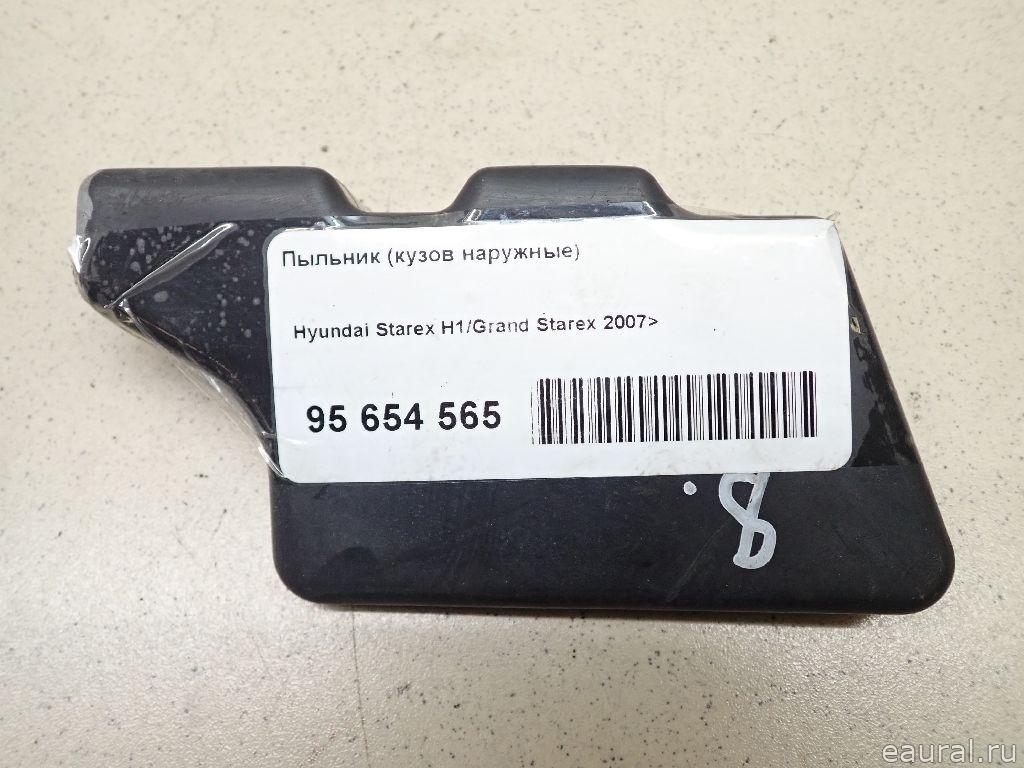 Пыльник (кузов наружные)
Hyundai Starex H1/Grand Starex 2007>
95 654 565
8.
eaural.ru